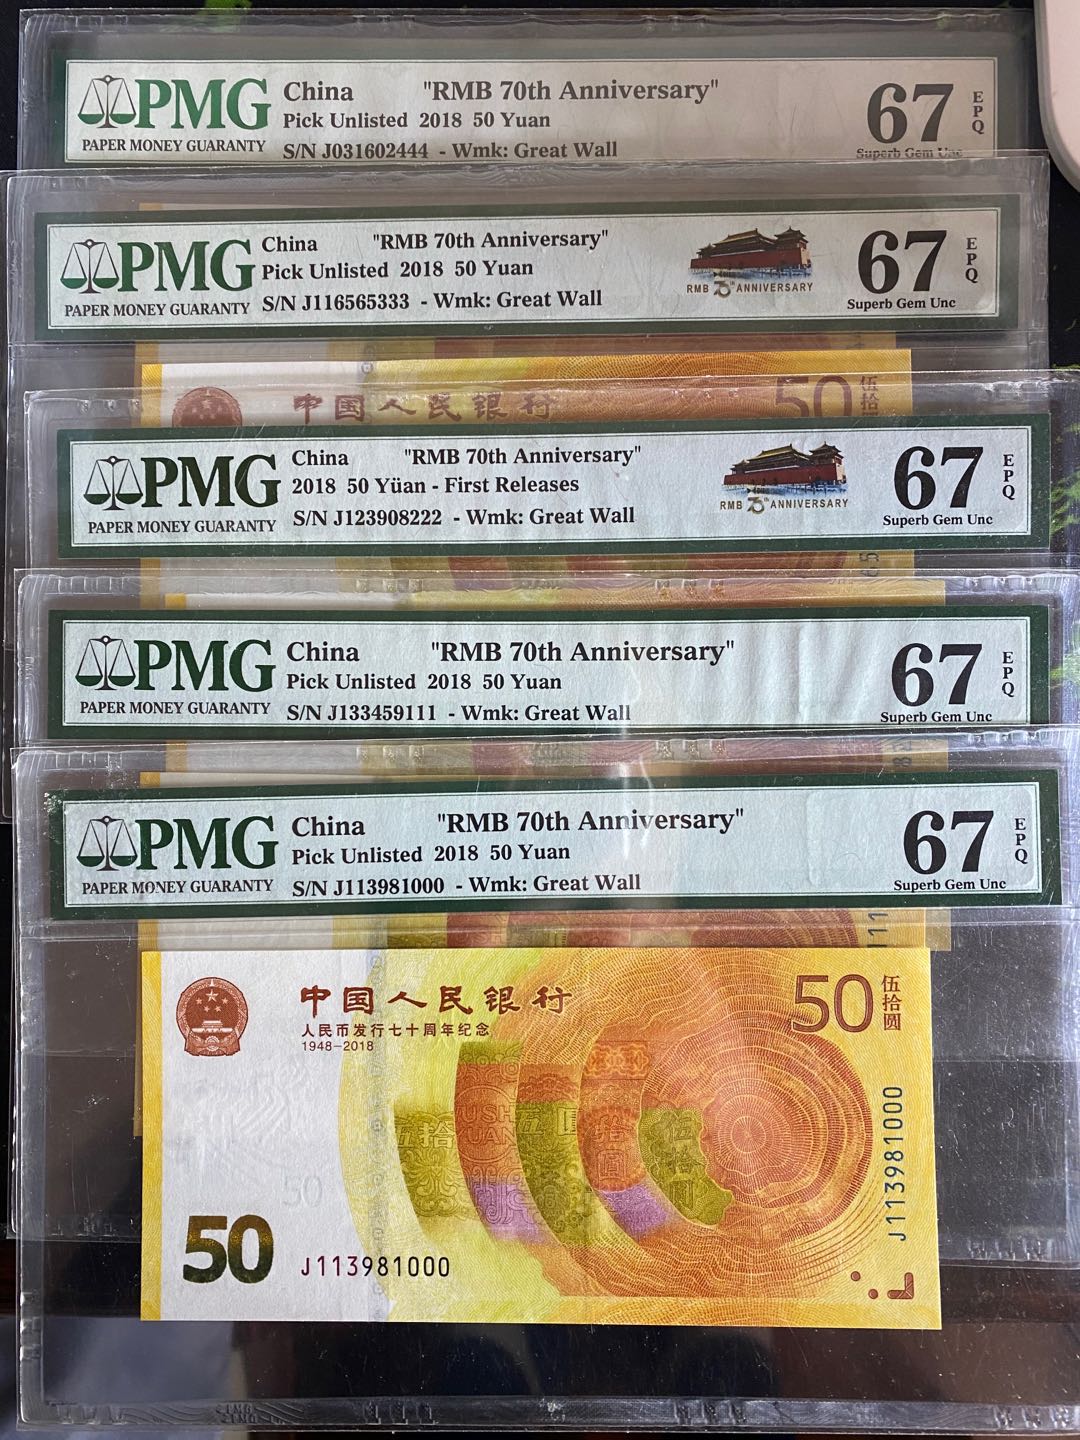 PMG
PAPER MONEY GUARANTY
China "RMB 70th Anniversary"
Pick Unlisted 2018 50 Yuan
S/N J031602444 - Wmk: Great Wall
67
EPQ
Superb Gem Unc
PMG
PAPER MONEY GUARANTY
China "RMB 70th Anniversary"
Pick Unlisted 2018 50 Yuan
S/N J116565333 - Wmk: Great Wall
RMB 70th ANNIVERSARY
67
EPQ
Superb Gem Unc
中国人民银行
50
伍拾
PMG
PAPER MONEY GUARANTY
China "RMB 70th Anniversary"
2018 50 Yüan - First Releases
S/N J123908222 - Wmk: Great Wall
RMB 70th ANNIVERSARY
67
EPQ
Superb Gem Unc
PMG
PAPER MONEY GUARANTY
China "RMB 70th Anniversary"
Pick Unlisted 2018 50 Yuan
S/N J133459111 - Wmk: Great Wall
67
EPQ
Superb Gem Unc
PMG
PAPER MONEY GUARANTY
China "RMB 70th Anniversary"
Pick Unlisted 2018 50 Yuan
S/N J113981000 - Wmk: Great Wall
67
EPQ
Superb Gem Unc
中国人民银行
人民币发行七十周年纪念
1948-2018
50
伍拾圆
J113981000
50
50
J113981000